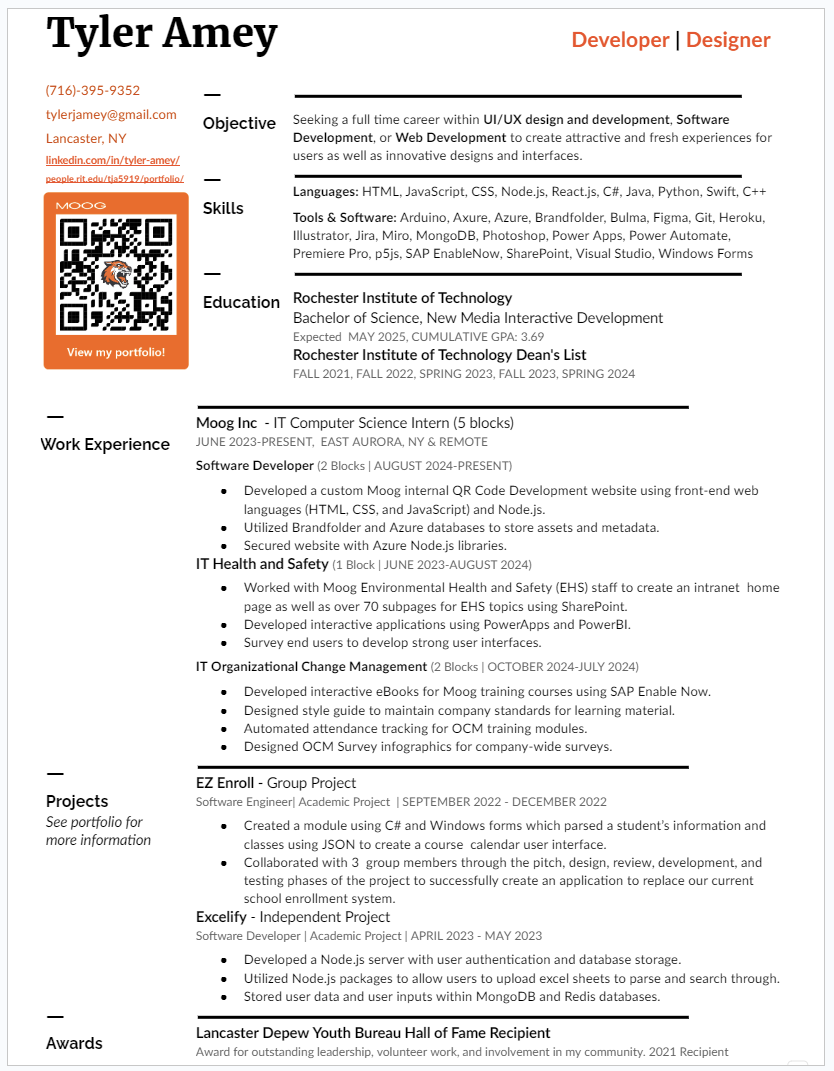 Tyler Amey
Developer | Designer
(716)-395-9352
tylerjamey@gmail.com
Lancaster, NY
linkedin.com/in/tyler-amey/
people.rit.edu/tja5919/portfolio/
MOOG
View my portfolio!
Objective
Seeking a full time career within UI/UX design and development, Software
Development, or Web Development to create attractive and fresh experiences for
users as well as innovative designs and interfaces.
Skills
Languages: HTML, JavaScript, CSS, Node.js, React.js, C#, Java, Python, Swift, C++
Tools & Software: Arduino, Axure, Azure, Brandfolder, Bulma, Figma, Git, Heroku,
Illustrator, Jira, Miro, MongoDB, Photoshop, Power Apps, Power Automate,
Premiere Pro, p5js, SAP EnableNow, SharePoint, Visual Studio, Windows Forms
Education
Rochester Institute of Technology
Bachelor of Science, New Media Interactive Development
Expected MAY 2025, CUMULATIVE GPA: 3.69
Rochester Institute of Technology Dean's List
FALL 2021, FALL 2022, SPRING 2023, FALL 2023, SPRING 2024
Work Experience
Moog Inc - IT Computer Science Intern (5 blocks)
JUNE 2023-PRESENT, EAST AURORA, NY & REMOTE
Software Developer (2 Blocks | AUGUST 2024-PRESENT)
● Developed a custom Moog internal QR Code Development website using front-end web
languages (HTML, CSS, and JavaScript) and Node.js.
● Utilized Brandfolder and Azure databases to store assets and metadata.
● Secured website with Azure Node.js libraries.
IT Health and Safety (1 Block | JUNE 2023-AUGUST 2024)
● Worked with Moog Environmental Health and Safety (EHS) staff to create an intranet home
page as well as over 70 subpages for EHS topics using SharePoint.
● Developed interactive applications using PowerApps and PowerBI.
● Survey end users to develop strong user interfaces.
IT Organizational Change Management (2 Blocks | OCTOBER 2024-JULY 2024)
● Developed interactive eBooks for Moog training courses using SAP Enable Now.
● Designed style guide to maintain company standards for learning material.
● Automated attendance tracking for OCM training modules.
● Designed OCM Survey infographics for company-wide surveys.
Projects
See portfolio for
more information
EZ Enroll - Group Project
Software Engineer| Academic Project | SEPTEMBER 2022 - DECEMBER 2022
● Created a module using C# and Windows forms which parsed a student's information and
classes using JSON to create a course calendar user interface.
● Collaborated with 3 group members through the pitch, design, review, development, and
testing phases of the project to successfully create an application to replace our current
school enrollment system.
Excelify - Independent Project
Software Developer | Academic Project | APRIL 2023 - MAY 2023
● Developed a Node.js server with user authentication and database storage.
● Utilized Node.js packages to allow users to upload excel sheets to parse and search through.
● Stored user data and user inputs within MongoDB and Redis databases.
Awards
Lancaster Depew Youth Bureau Hall of Fame Recipient
Award for outstanding leadership, volunteer work, and involvement in my community. 2021 Recipient